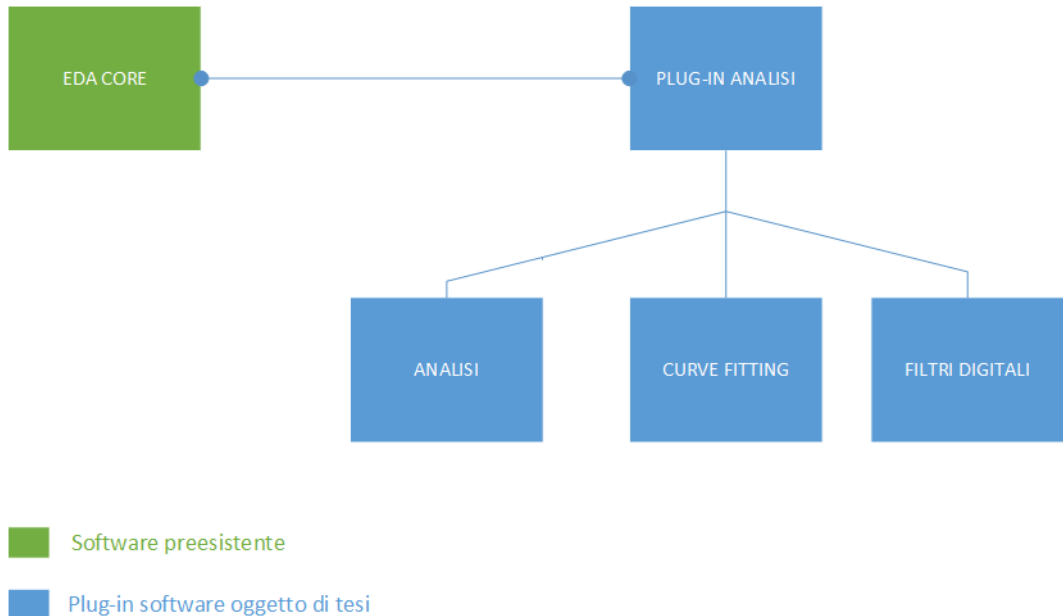 EDA CORE
PLUG-IN ANALISI
ANALISI
CURVE FITTING
FILTRI DIGITALI
Software preesistente
Plug-in software oggetto di tesi